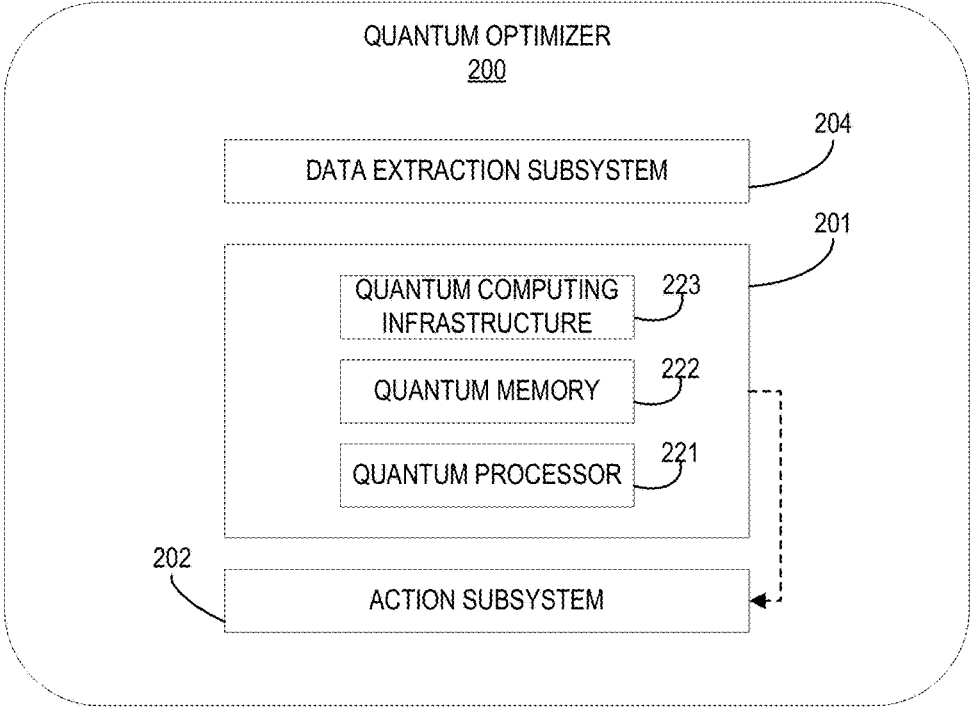 QUANTUM OPTIMIZER
200
204
DATA EXTRACTION SUBSYSTEM
201
QUANTUM COMPUTING
INFRASTRUCTURE
223
QUANTUM MEMORY
222
QUANTUM PROCESSOR
221
202
ACTION SUBSYSTEM